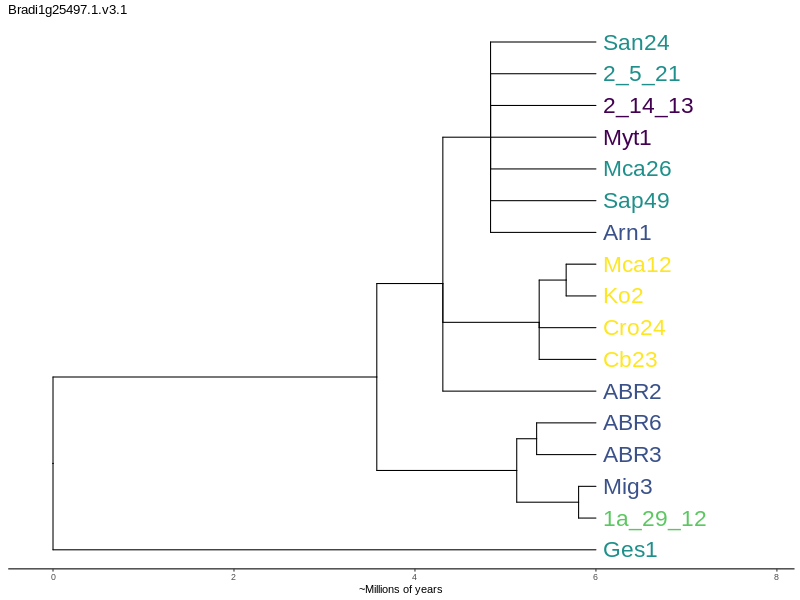 Bradi1g25497.1.v3.1
San24
2_5_21
2_14_13
Myt1
Mca26
Sap49
Arn1
Mca12
Ko2
Cro24
Cb23
ABR2
ABR6
ABR3
Mig3
1a_29_12
Ges1
0 2 4 6 8
~Millions of years